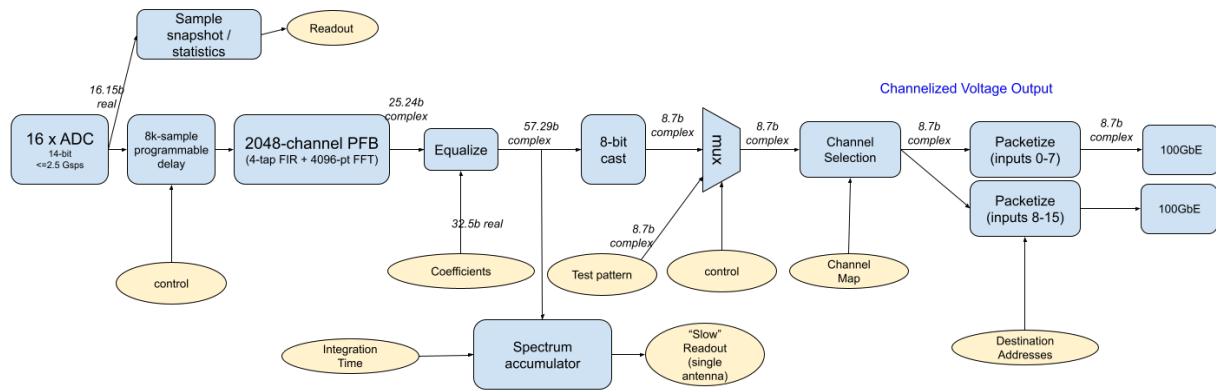 Sample
snapshot /
statistics
Readout
16.15b
real
Channelized Voltage Output
16 x ADC
14-bit
<=2.5 Gsps
8k-sample
programmable
delay
2048-channel PFB
(4-tap FIR + 4096-pt FFT)
25.24b
complex
Equalize
57.29b
complex
8-bit
cast
8.7b
complex
mux
8.7b
complex
Channel
Selection
8.7b
complex
Packetize
(inputs 0-7)
8.7b
complex
100GbE
Packetize
(inputs 8-15)
100GbE
32.5b real
8.7b
complex
control
Coefficients
Test pattern
control
Channel
Map
Integration
Time
Spectrum
accumulator
“Slow”
Readout
(single
antenna)
Destination
Addresses